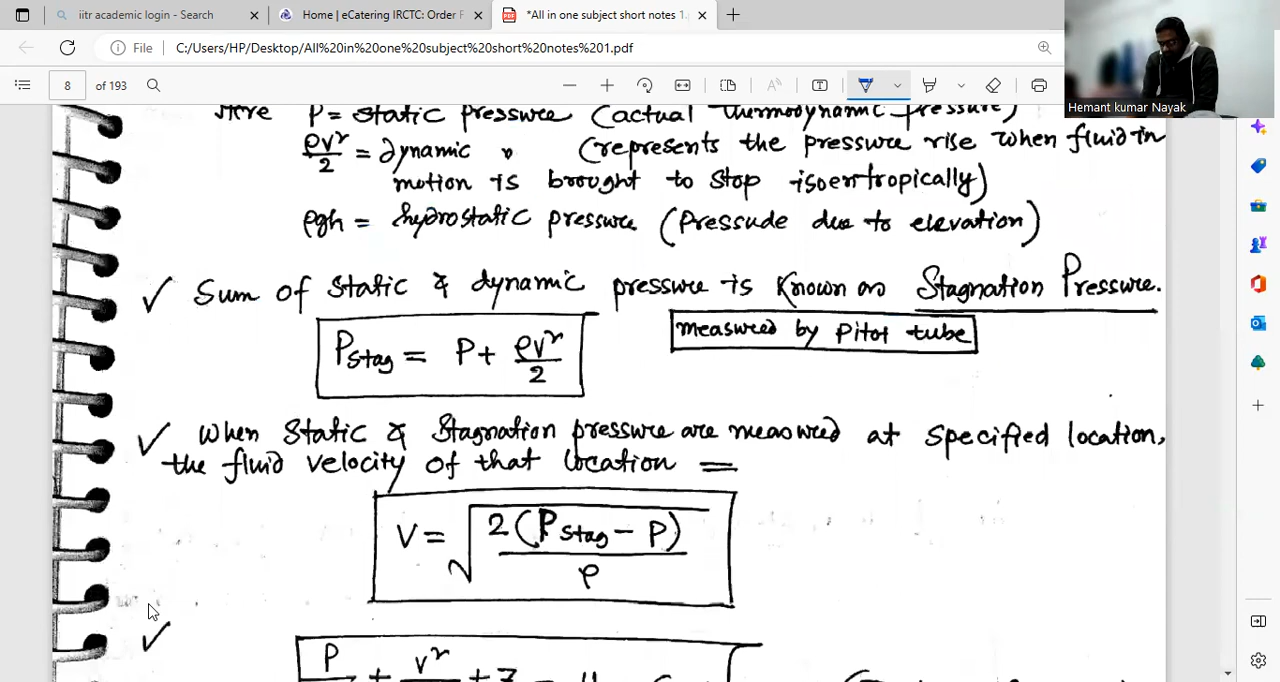 iitr academic login - Search
Home | eCatering IRCTC: Order F
*All in one subject short notes 1.p
File
C:/Users/HP/Desktop/All%20in%20one%20subject%20short%20notes%201.pdf
8 of 193
Hemant kumar Nayak
Here P = static pressure (actual thermodynamic pressure)
ρv²/2 = dynamic " (represents the pressure rise when fluid in
motion is brought to stop isoentropically)
ρgh = hydrostatic pressure (Pressude due to elevation)
✓ Sum of static & dynamic pressure is known as Stagnation Pressure.
measured by Pitot tube
Pstag = P + ρv²/2
✓ When static & Stagnation pressure are measured at specified location,
the fluid velocity of that location =
V = √(2(Pstag − P)/ρ)
✓
P
+ v² + z =